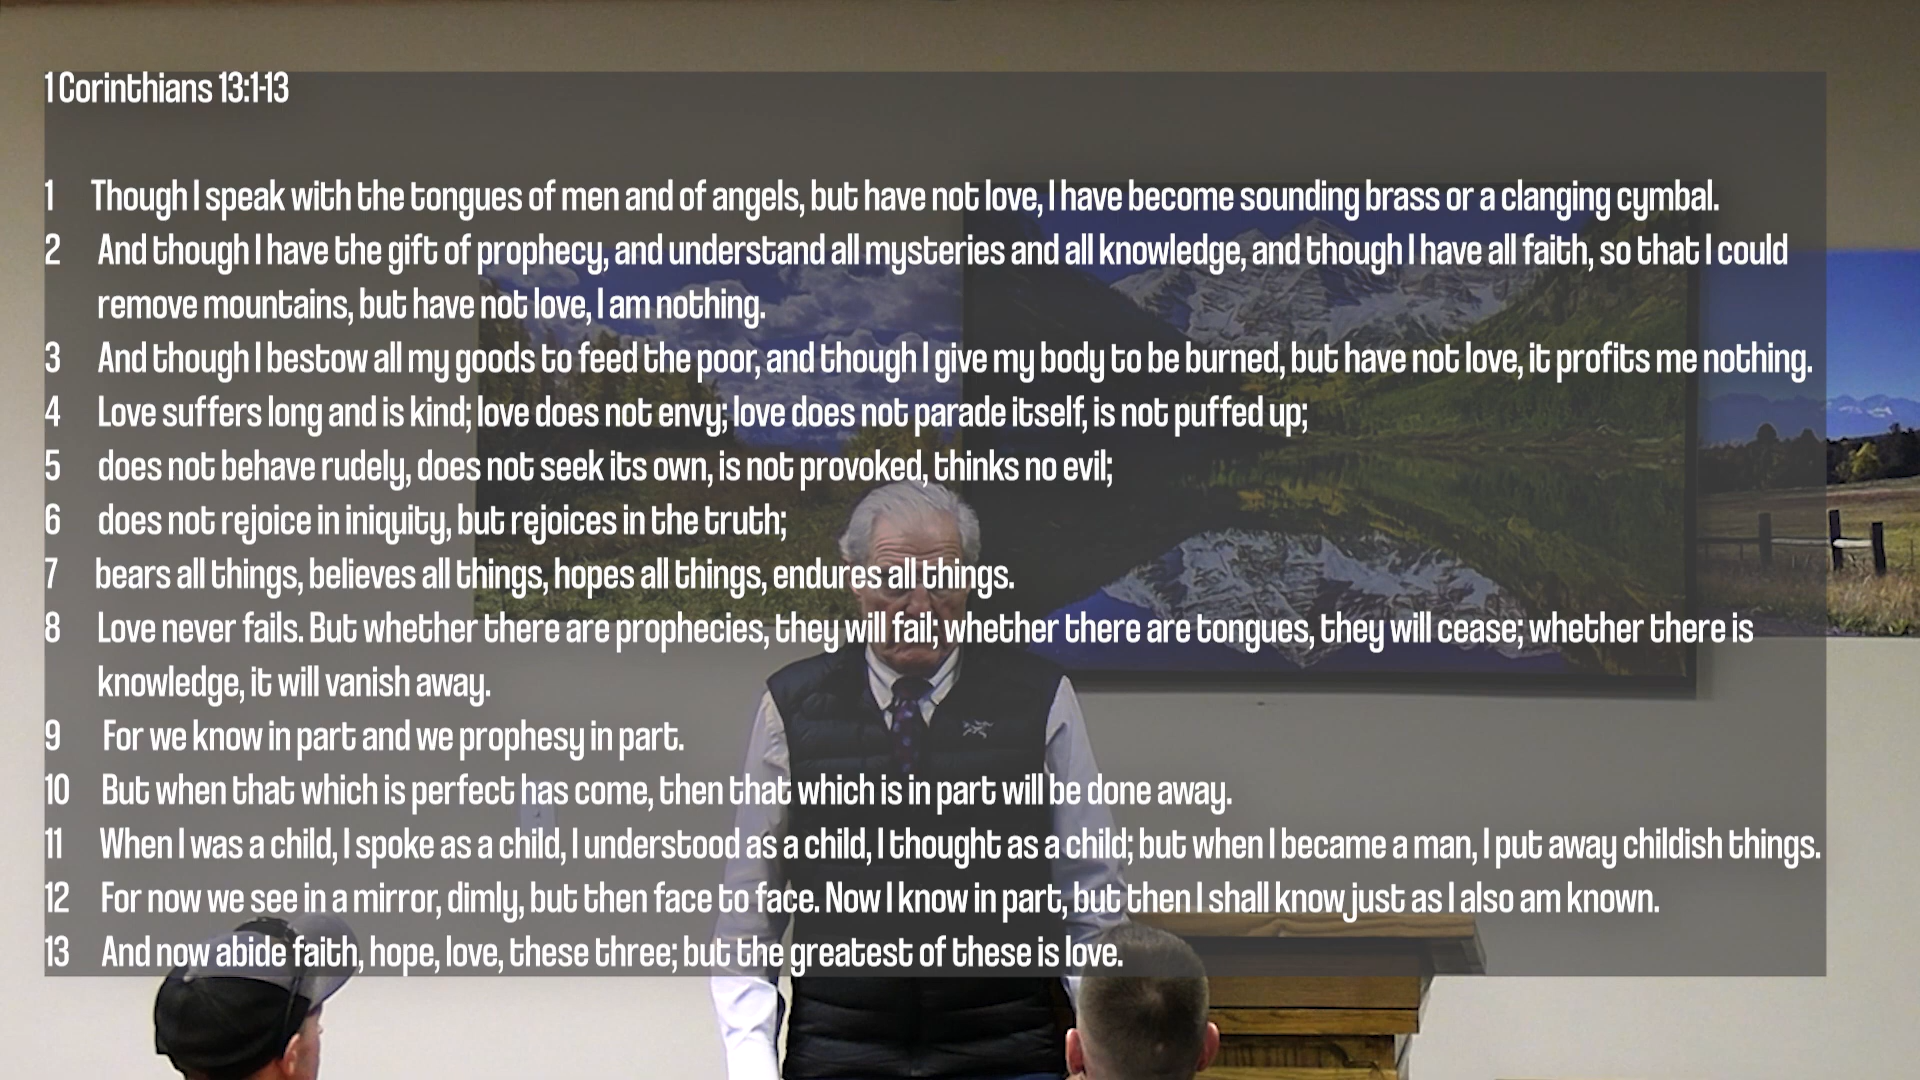 1 Corinthians 13:1-13
1 Though I speak with the tongues of men and of angels, but have not love, I have become sounding brass or a clanging cymbal.
2 And though I have the gift of prophecy, and understand all mysteries and all knowledge, and though I have all faith, so that I could
remove mountains, but have not love, I am nothing.
3 And though I bestow all my goods to feed the poor, and though I give my body to be burned, but have not love, it profits me nothing.
4 Love suffers long and is kind; love does not envy; love does not parade itself, is not puffed up;
5 does not behave rudely, does not seek its own, is not provoked, thinks no evil;
6 does not rejoice in iniquity, but rejoices in the truth;
7 bears all things, believes all things, hopes all things, endures all things.
8 Love never fails. But whether there are prophecies, they will fail; whether there are tongues, they will cease; whether there is
knowledge, it will vanish away.
9 For we know in part and we prophesy in part.
10 But when that which is perfect has come, then that which is in part will be done away.
11 When I was a child, I spoke as a child, I understood as a child, I thought as a child; but when I became a man, I put away childish things.
12 For now we see in a mirror, dimly, but then face to face. Now I know in part, but then I shall know just as I also am known.
13 And now abide faith, hope, love, these three; but the greatest of these is love.